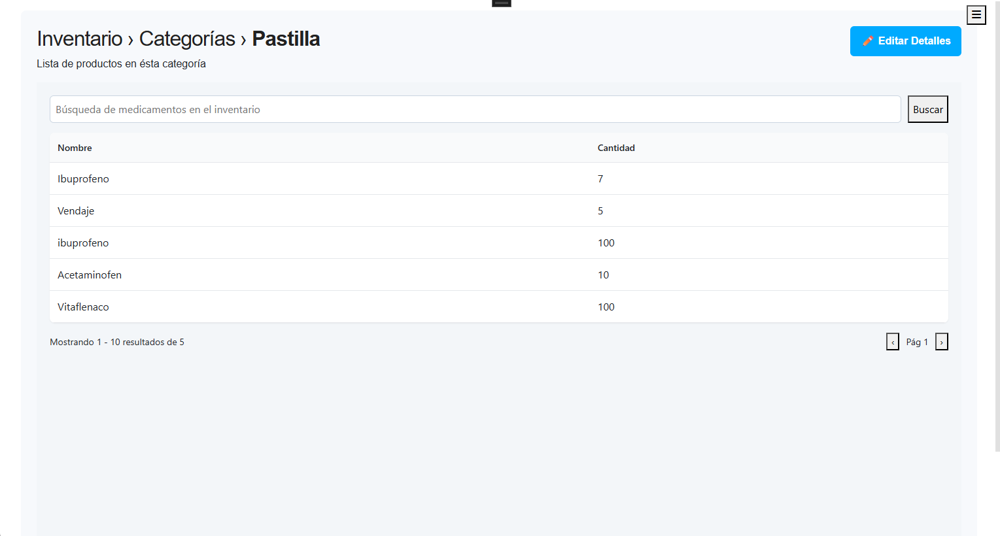 Inventario › Categorías › Pastilla
Editar Detalles
Lista de productos en ésta categoría
Búsqueda de medicamentos en el inventario
Buscar
Nombre Cantidad
Ibuprofeno 7
Vendaje 5
ibuprofeno 100
Acetaminofen 10
Vitaflenaco 100
Mostrando 1 - 10 resultados de 5
‹ Pág 1 ›